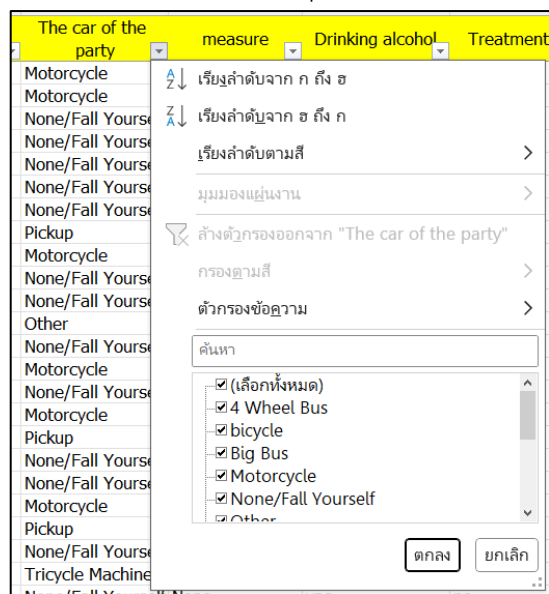 The car of the party measure Drinking alcohol Treatment
Motorcycle
Motorcycle
None/Fall Yourse
None/Fall Yourse
None/Fall Yourse
None/Fall Yourse
None/Fall Yourse
Pickup
Motorcycle
None/Fall Yourse
None/Fall Yourse
Other
None/Fall Yourse
Motorcycle
None/Fall Yourse
Motorcycle
Pickup
None/Fall Yourse
None/Fall Yourse
Motorcycle
Pickup
None/Fall Yourse
Tricycle Machine
เรียงลำดับจาก ก ถึง ฮ
เรียงลำดับจาก ฮ ถึง ก
เรียงลำดับตามสี
มุมมองแผ่นงาน
ล้างตัวกรองออกจาก "The car of the party"
กรองตามสี
ตัวกรองข้อความ
ค้นหา
(เลือกทั้งหมด)
4 Wheel Bus
bicycle
Big Bus
Motorcycle
None/Fall Yourself
Other
ตกลง ยกเลิก